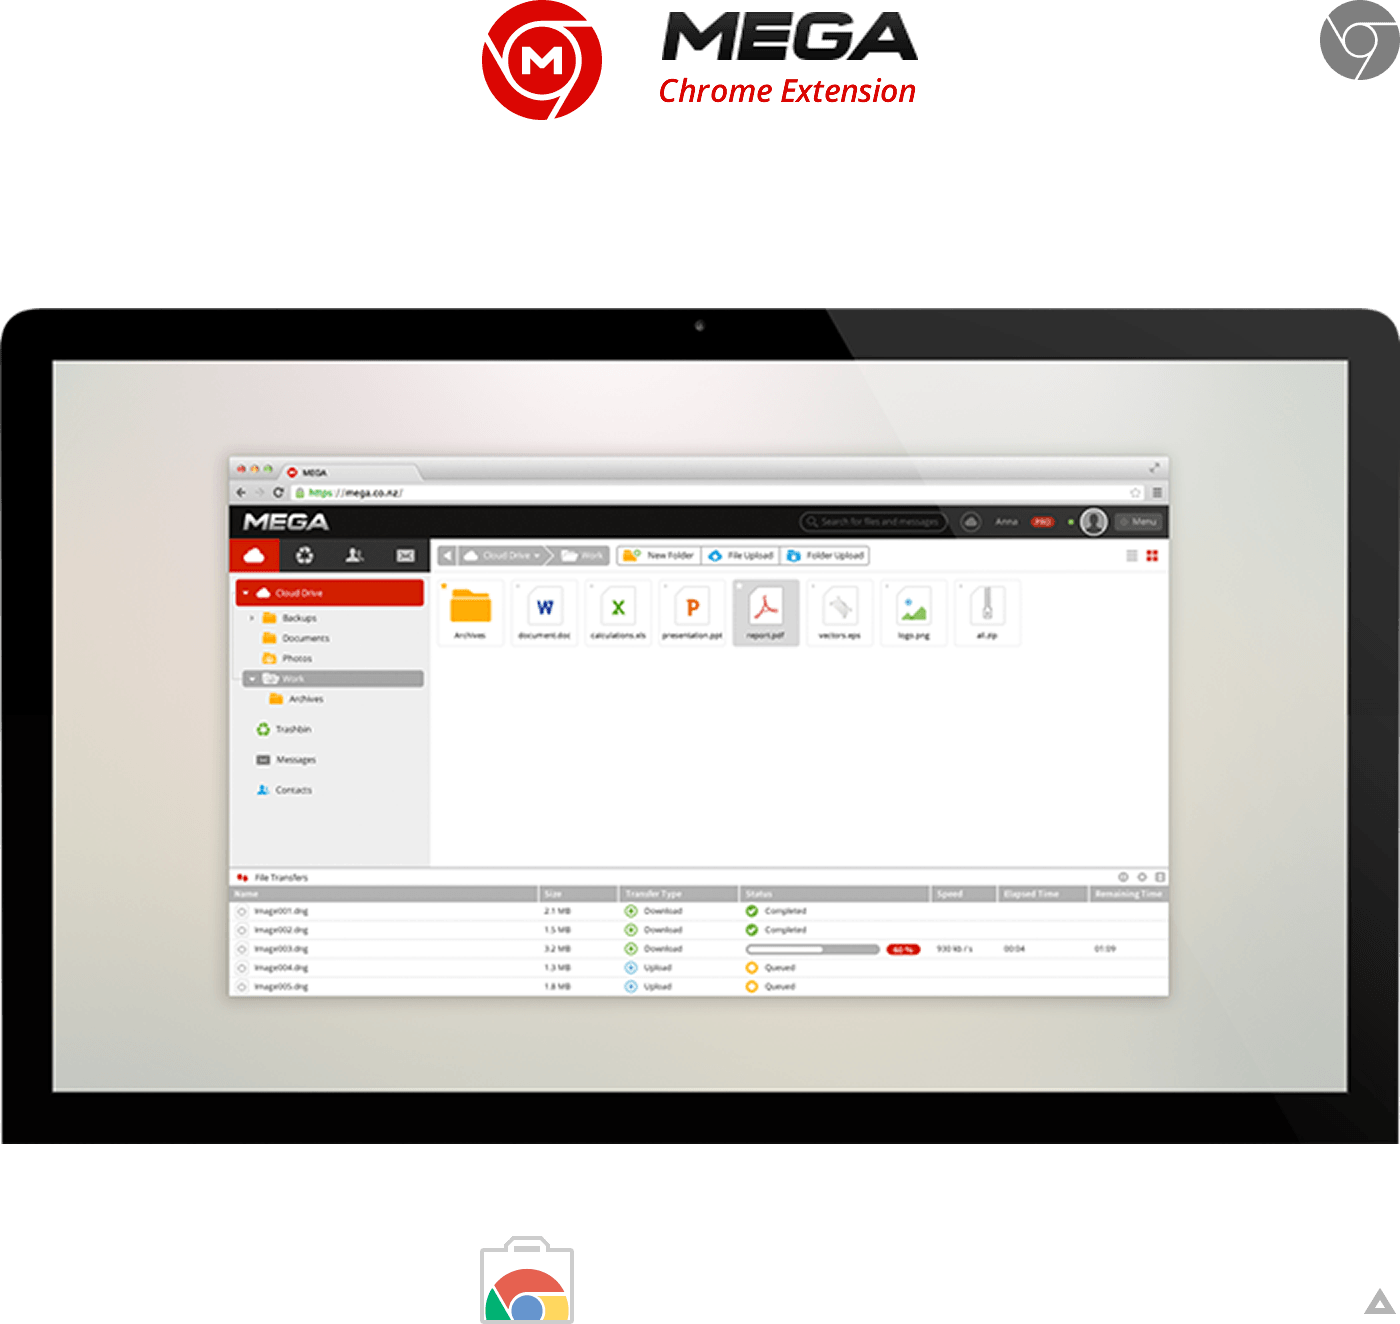 M
MEGA
Chrome Extension
MEGA
https://mega.co.nz/
MEGA
Search for files and messages
Anna
PRO
Menu
Cloud Drive
Work
New Folder
File Upload
Folder Upload
Cloud Drive
Backups
Documents
Photos
Work
Archives
Trashbin
Messages
Contacts
Archives
W
document.doc
X
calculations.xls
P
presentation.ppt
report.pdf
vectors.eps
logo.png
all.zip
File Transfers
Name Size Transfer Type Status Speed Elapsed Time Remaining Time
Image001.dng 2.1 MB Download Completed
Image002.dng 1.5 MB Download Completed
Image003.dng 3.2 MB Download 60 % 930 kb / s 00:04 01:09
Image004.dng 1.3 MB Upload Queued
Image005.dng 1.8 MB Upload Queued